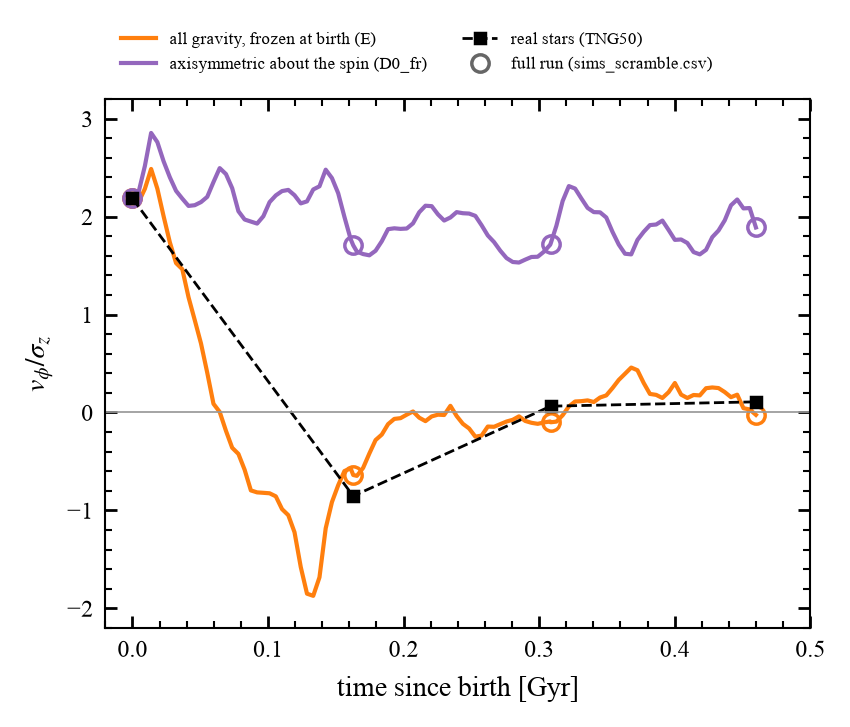 all gravity, frozen at birth (E)
axisymmetric about the spin (D0_fr)
real stars (TNG50)
full run (sims_scramble.csv)
3
2
1
0
−1
−2
v_ϕ/σ_z
0.0 0.1 0.2 0.3 0.4 0.5
time since birth [Gyr]